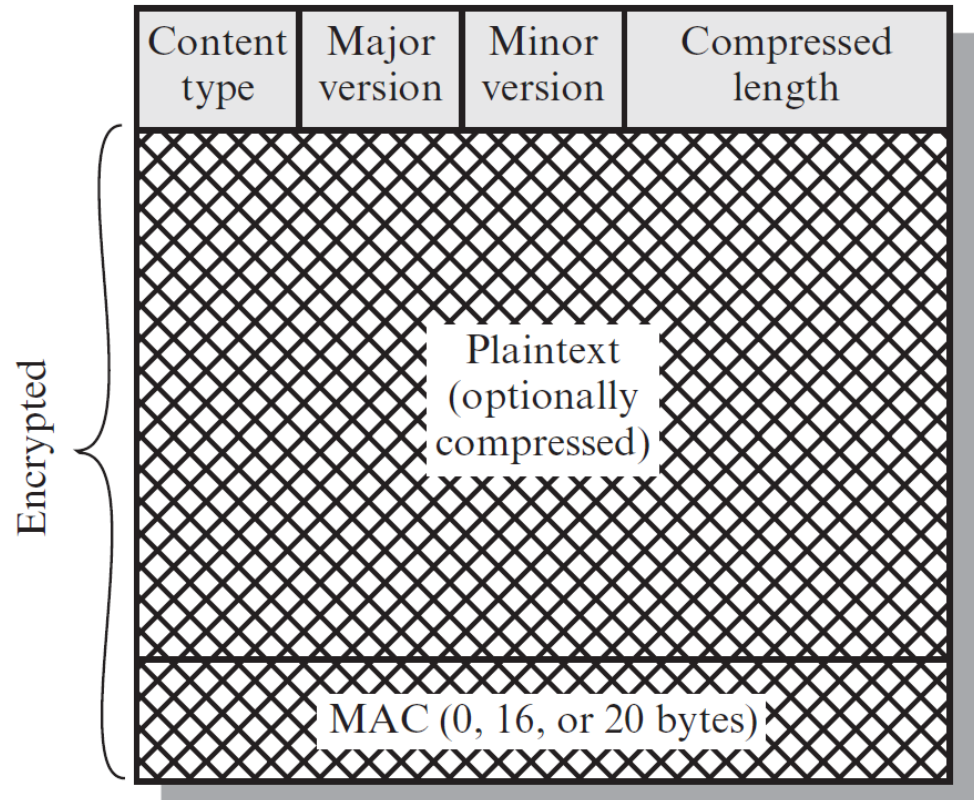 Content type
Major version
Minor version
Compressed length
Encrypted
Plaintext
(optionally
compressed)
MAC (0, 16, or 20 bytes)